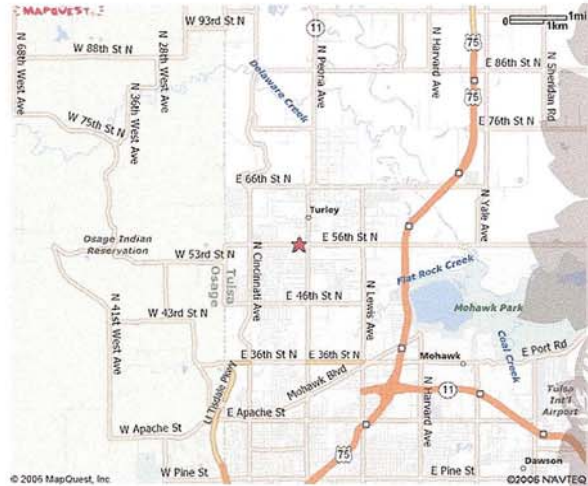 MAPQUEST.
W 93rd St N
11
75
0 1mi
1km
N 68th West Ave
W 88th St N
N 28th West Ave
N Peoria Ave
N Harvard Ave
E 86th St N
N Sheridan Rd
N 36th West Ave
Delaware Creek
75
W 75th St N
E 76th St N
E 66th St N
Turley
N Yale Ave
Osage Indian
Reservation
W 53rd St N
Tulsa
Osage
N Cincinnati Ave
E 56th St N
Flat Rock Creek
N 41st West Ave
W 43rd St N
E 46th St N
N Lewis Ave
Mohawk Park
Coal Creek
E 36th St N
E 36th St N
Mohawk
E Port Rd
Mohawk Blvd
Ll Tisdale Pkwy
11
Tulsa
Int'l
Airport
N Harvard Ave
W Apache St
E Apache St
75
W Pine St
E Pine St
Dawson
© 2006 MapQuest, Inc
©2006 NAVTEQ